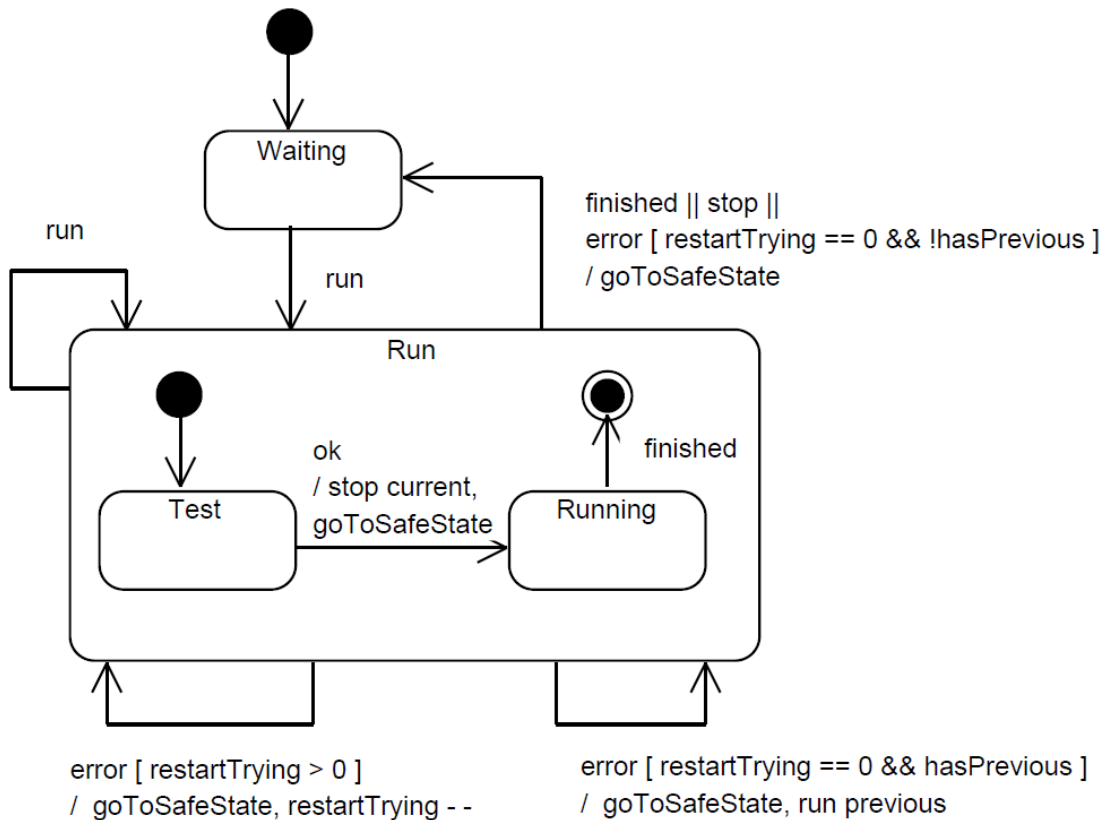 Waiting
run
run
finished || stop ||
error [ restartTrying == 0 && !hasPrevious ]
/ goToSafeState
Run
ok
/ stop current,
goToSafeState
finished
Test
Running
error [ restartTrying > 0 ]
/ goToSafeState, restartTrying - -
error [ restartTrying == 0 && hasPrevious ]
/ goToSafeState, run previous